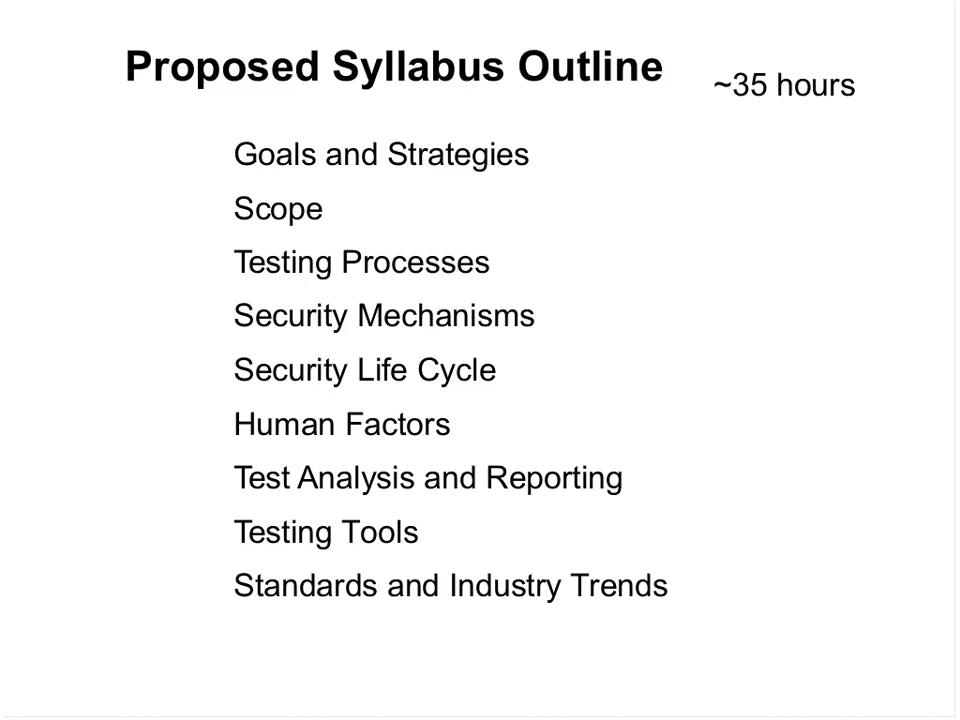 Proposed Syllabus Outline
~35 hours
Goals and Strategies
Scope
Testing Processes
Security Mechanisms
Security Life Cycle
Human Factors
Test Analysis and Reporting
Testing Tools
Standards and Industry Trends